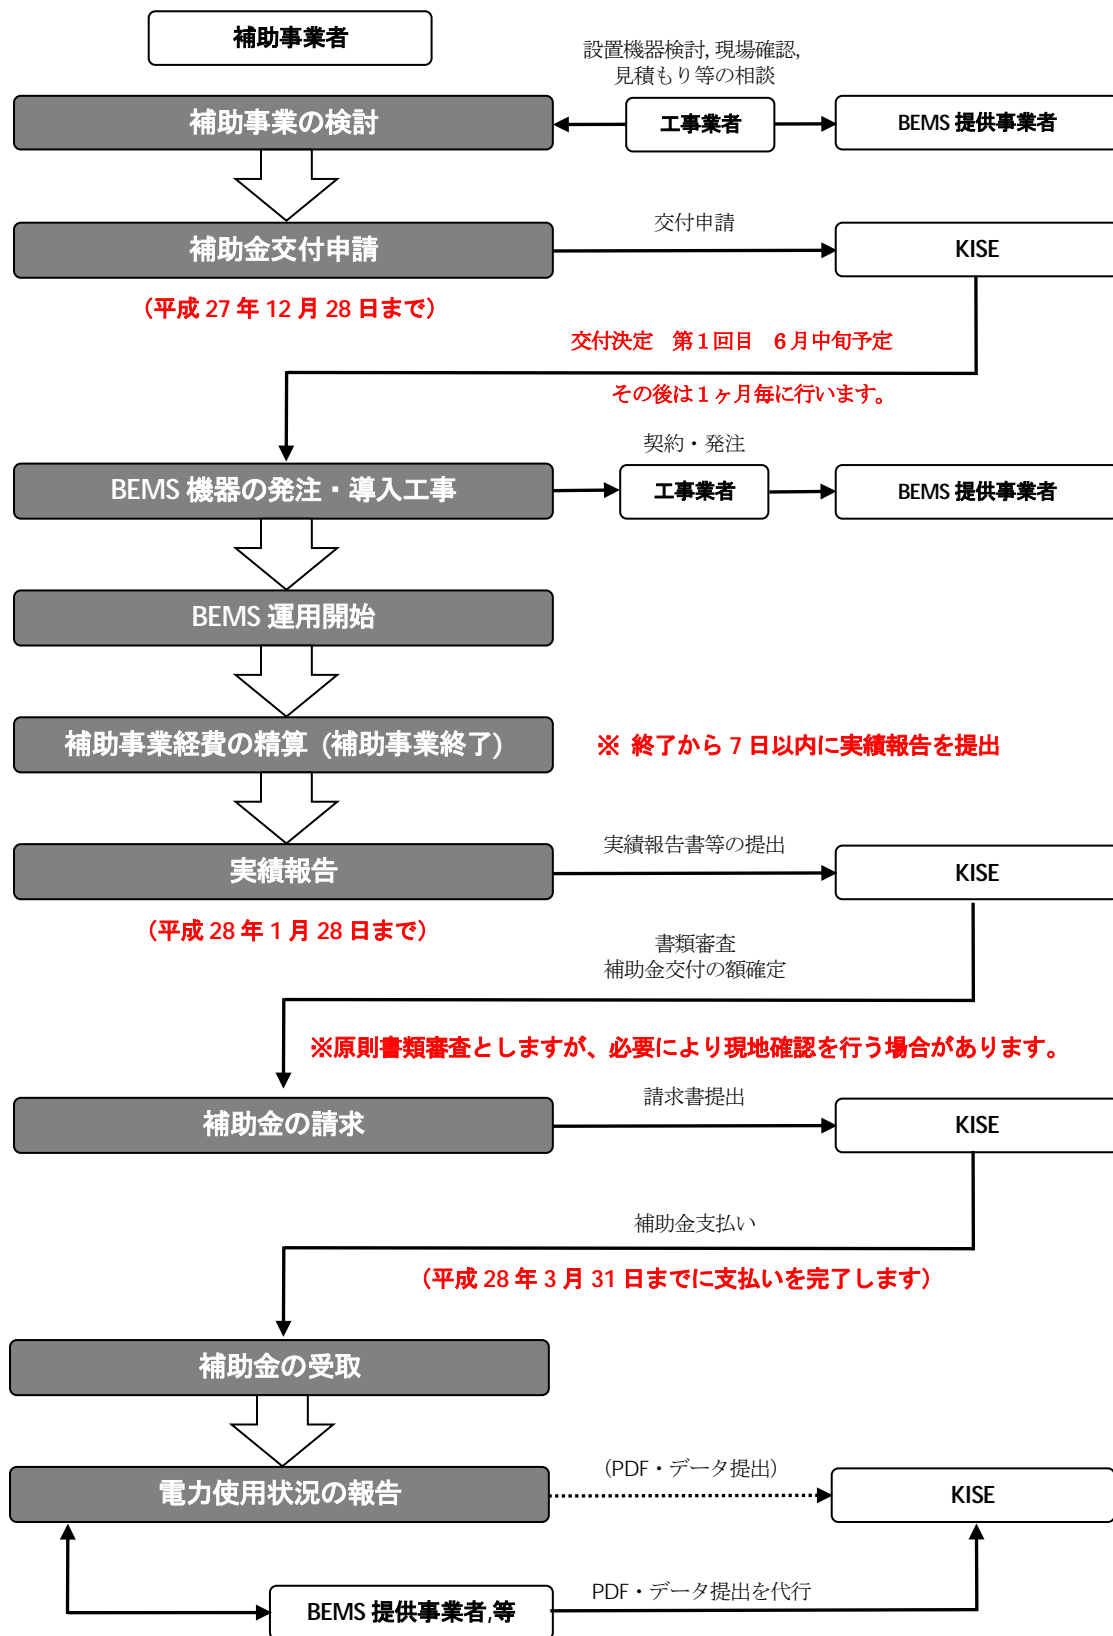 補助事業者
設置機器検討, 現場確認,
見積もり等の相談
補助事業の検討
工事業者
BEMS 提供事業者
補助金交付申請
交付申請
KISE
（平成 27 年 12 月 28 日まで）
交付決定　第１回目　６月中旬予定
その後は１ヶ月毎に行います。
契約・発注
BEMS 機器の発注・導入工事
工事業者
BEMS 提供事業者
BEMS 運用開始
補助事業経費の精算 (補助事業終了)
※ 終了から 7 日以内に実績報告を提出
実績報告書等の提出
実績報告
KISE
（平成 28 年 1 月 28 日まで）
書類審査
補助金交付の額確定
※原則書類審査としますが、必要により現地確認を行う場合があります。
請求書提出
補助金の請求
KISE
補助金支払い
（平成 28 年 3 月 31 日までに支払いを完了します）
補助金の受取
(PDF・データ提出)
電力使用状況の報告
KISE
PDF・データ提出を代行
BEMS 提供事業者,等